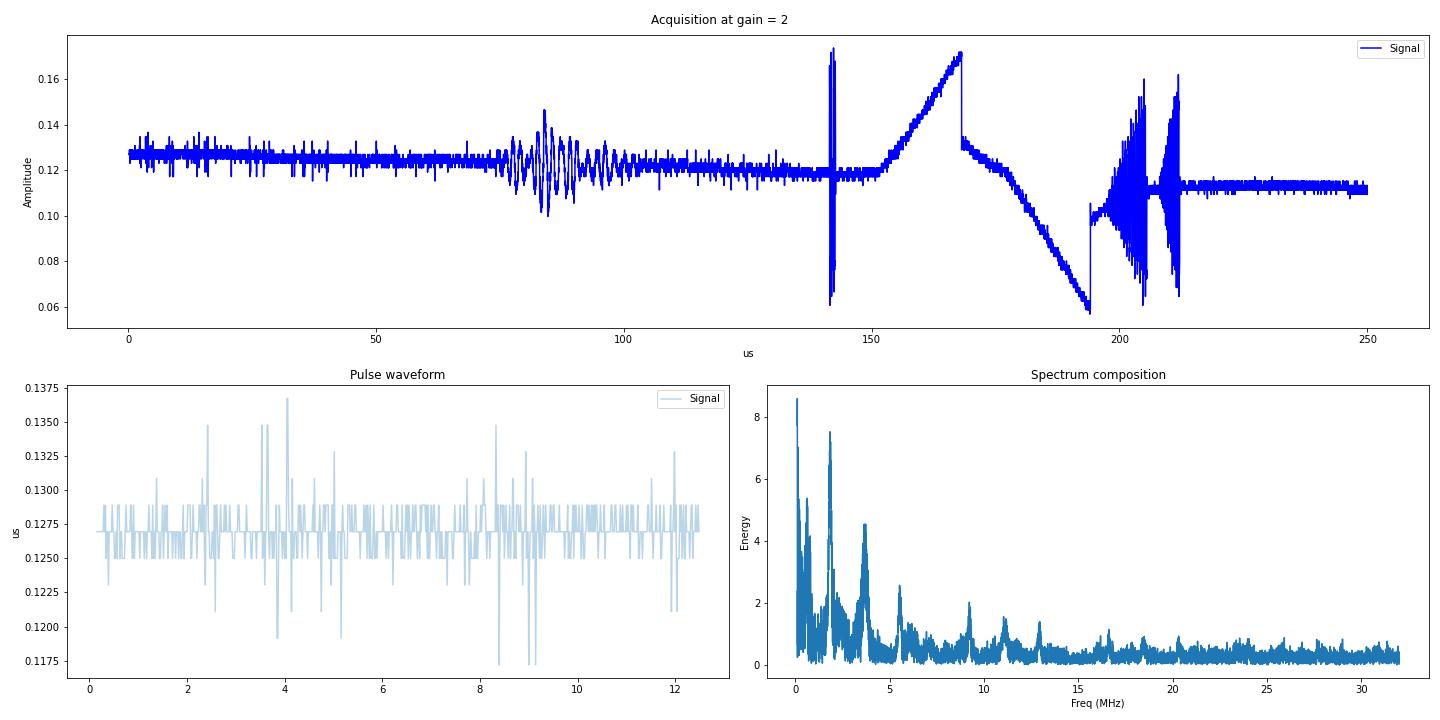 Acquisition at gain = 2
Signal
Amplitude
0.16
0.14
0.12
0.10
0.08
0.06
0 50 100 150 200 250
us
Pulse waveform
Signal
us
0.1375
0.1350
0.1325
0.1300
0.1275
0.1250
0.1225
0.1200
0.1175
0 2 4 6 8 10 12
Spectrum composition
Energy
8
6
4
2
0
0 5 10 15 20 25 30
Freq (MHz)